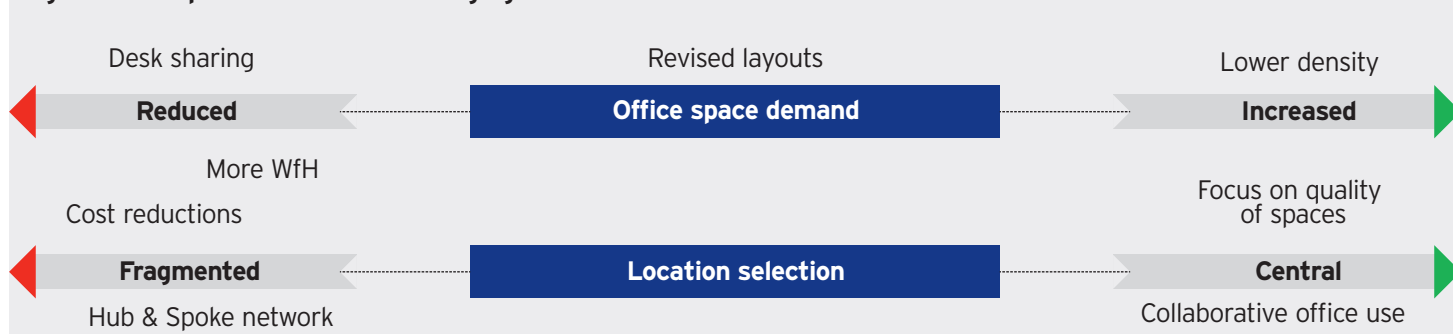 Desk sharing
Revised layouts
Lower density
Reduced
Office space demand
Increased
More WfH
Cost reductions
Focus on quality
of spaces
Fragmented
Location selection
Central
Hub & Spoke network
Collaborative office use